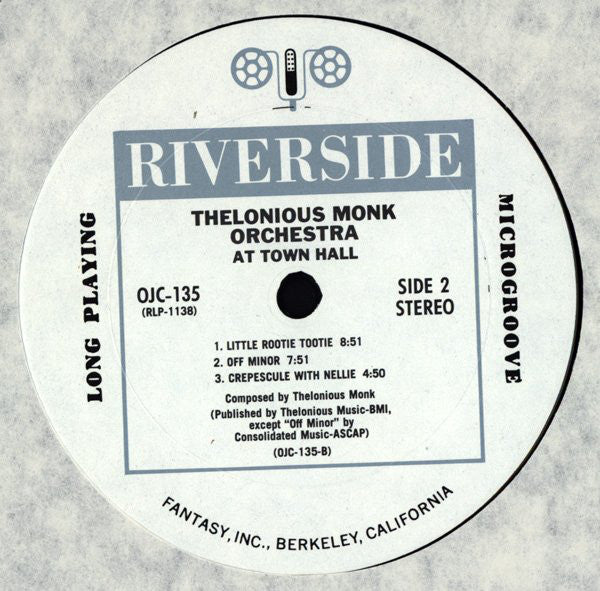 RIVERSIDE
THELONIOUS MONK
ORCHESTRA
AT TOWN HALL
OJC-135
(RLP-1138)
SIDE 2
STEREO
LONG PLAYING
MICROGROOVE
1. LITTLE ROOTIE TOOTIE 8:51
2. OFF MINOR 7:51
3. CREPESCULE WITH NELLIE 4:50
Composed by Thelonious Monk
(Published by Thelonious Music-BMI,
except "Off Minor" by
Consolidated Music-ASCAP)
(OJC-135-B)
FANTASY, INC., BERKELEY, CALIFORNIA